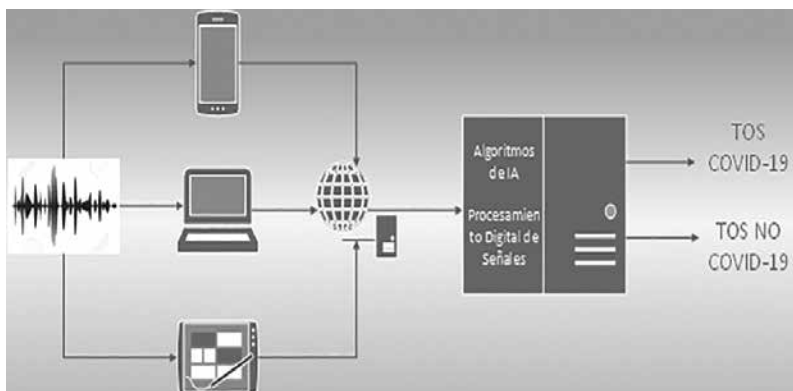 Algoritmos
de IA
Procesamien
to Digital de
Señales
TOS
COVID-19
TOS NO
COVID-19